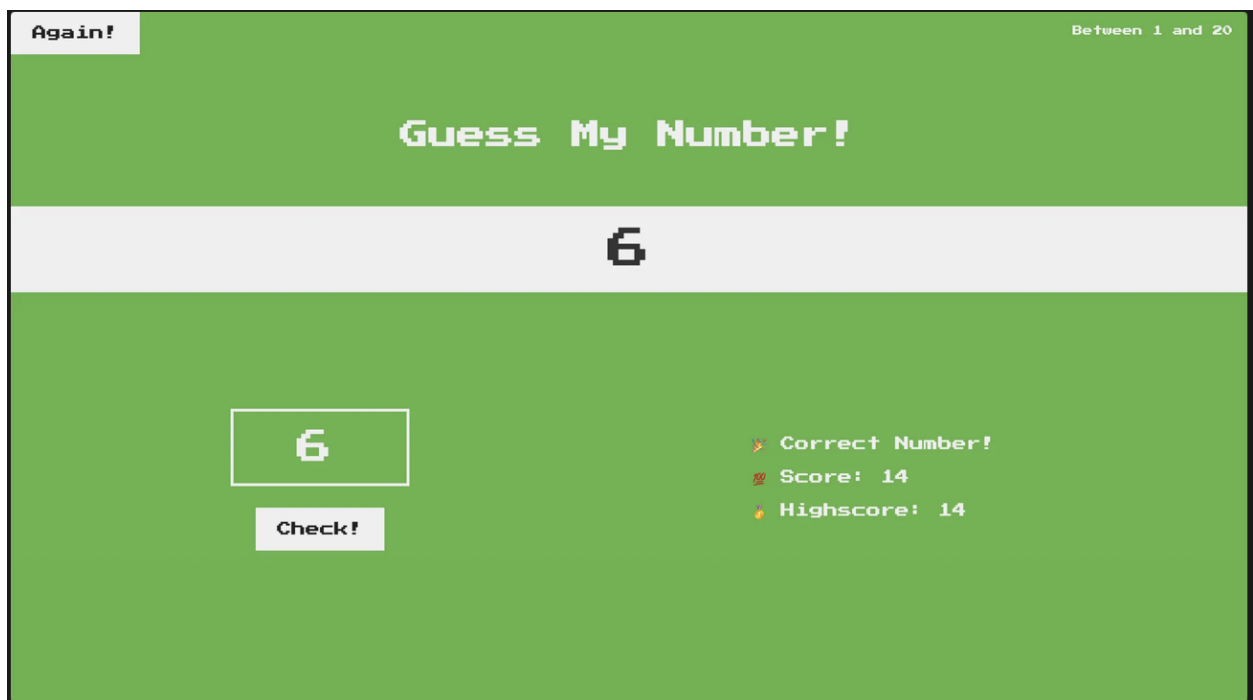 Again!
Between 1 and 20
Guess My Number!
6
6
Check!
🎉 Correct Number!
💯 Score: 14
🥇 Highscore: 14